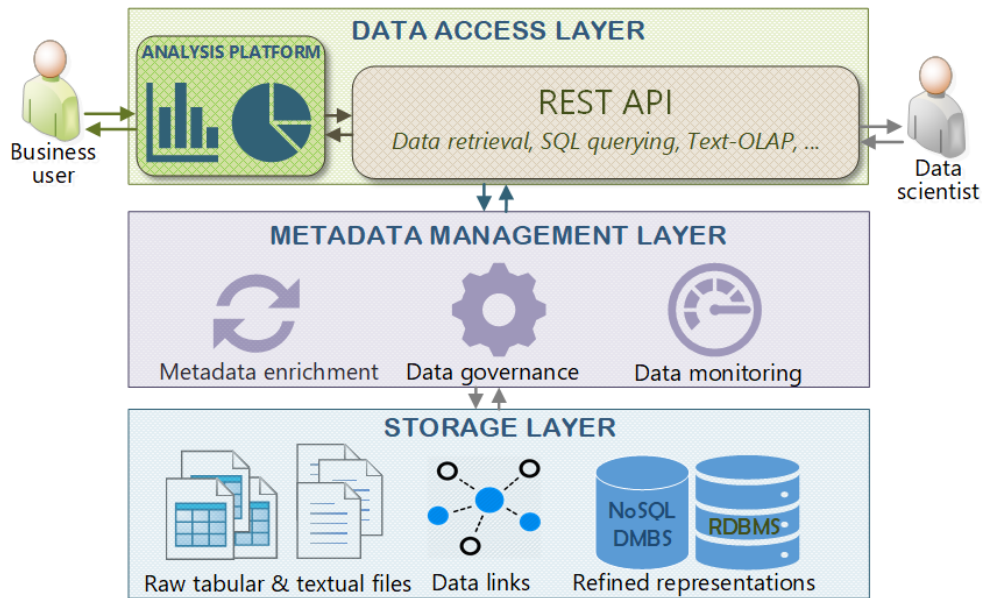 DATA ACCESS LAYER
ANALYSIS PLATFORM
REST API
Data retrieval, SQL querying, Text-OLAP, ...
Business
user
Data
scientist
METADATA MANAGEMENT LAYER
Metadata enrichment
Data governance
Data monitoring
STORAGE LAYER
NoSQL
DMBS
RDBMS
Raw tabular & textual files
Data links
Refined representations